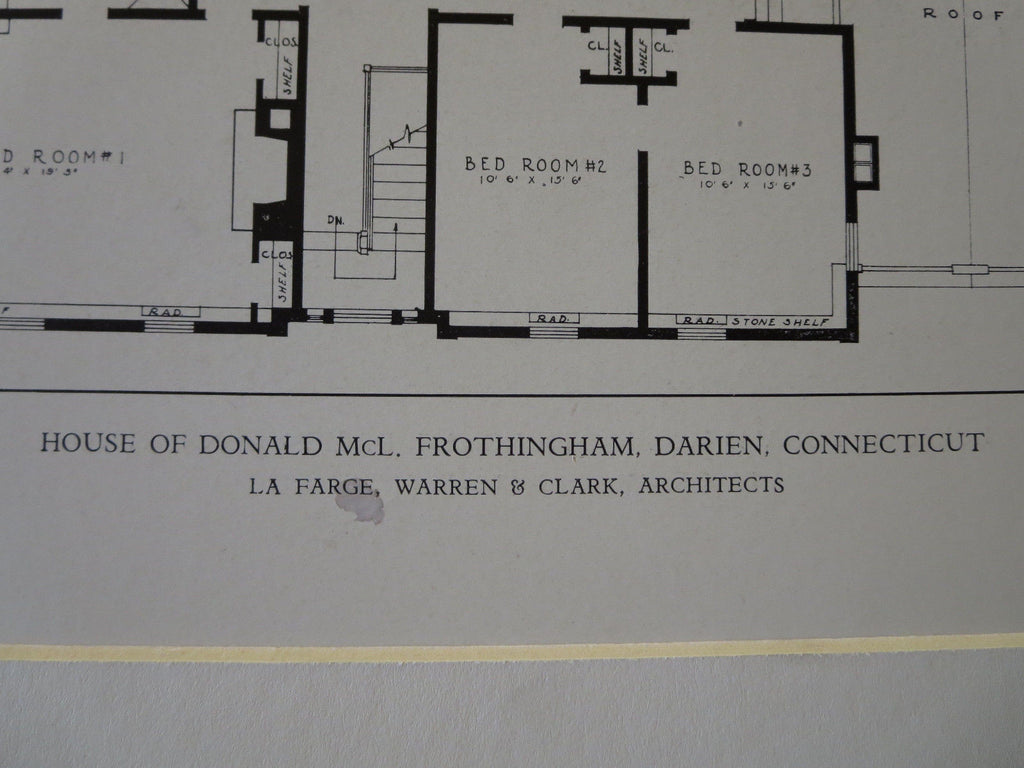 ROOF
CLOS.
SHELF
CL.
SHELF
SHELF
CL.
D ROOM #1
BED ROOM #2
10' 6" X 15' 6"
BED ROOM #3
10' 6" X 15' 6"
DN.
CLOS.
SHELF
RAD.
RAD.
RAD. STONE SHELF
HOUSE OF DONALD McL. FROTHINGHAM, DARIEN, CONNECTICUT
LA FARGE, WARREN & CLARK, ARCHITECTS